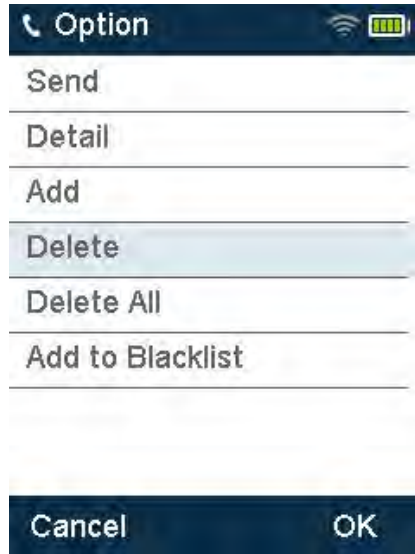 Option
Send
Detail
Add
Delete
Delete All
Add to Blacklist
Cancel OK